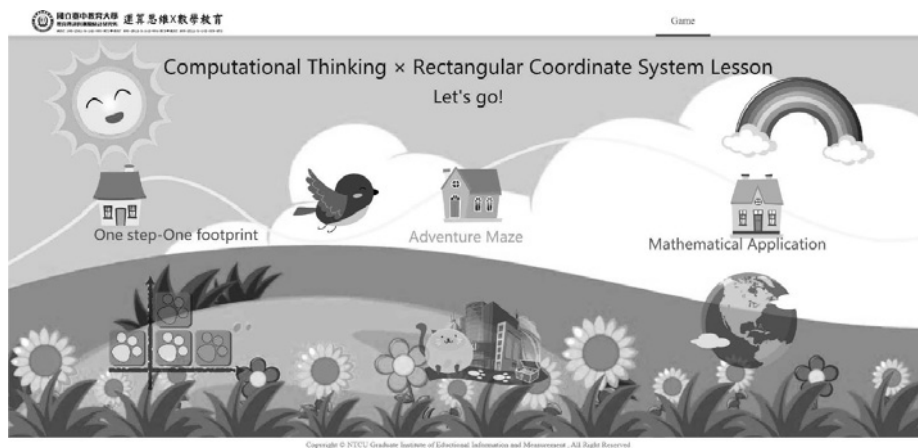 國立臺中教育大學 運算思維X數學教育
Game
Computational Thinking × Rectangular Coordinate System Lesson
Let's go!
One step-One footprint
Adventure Maze
Mathematical Application
Copyright © NTCU Graduate Institute of Educational Information and Measurement . All Right Reserved